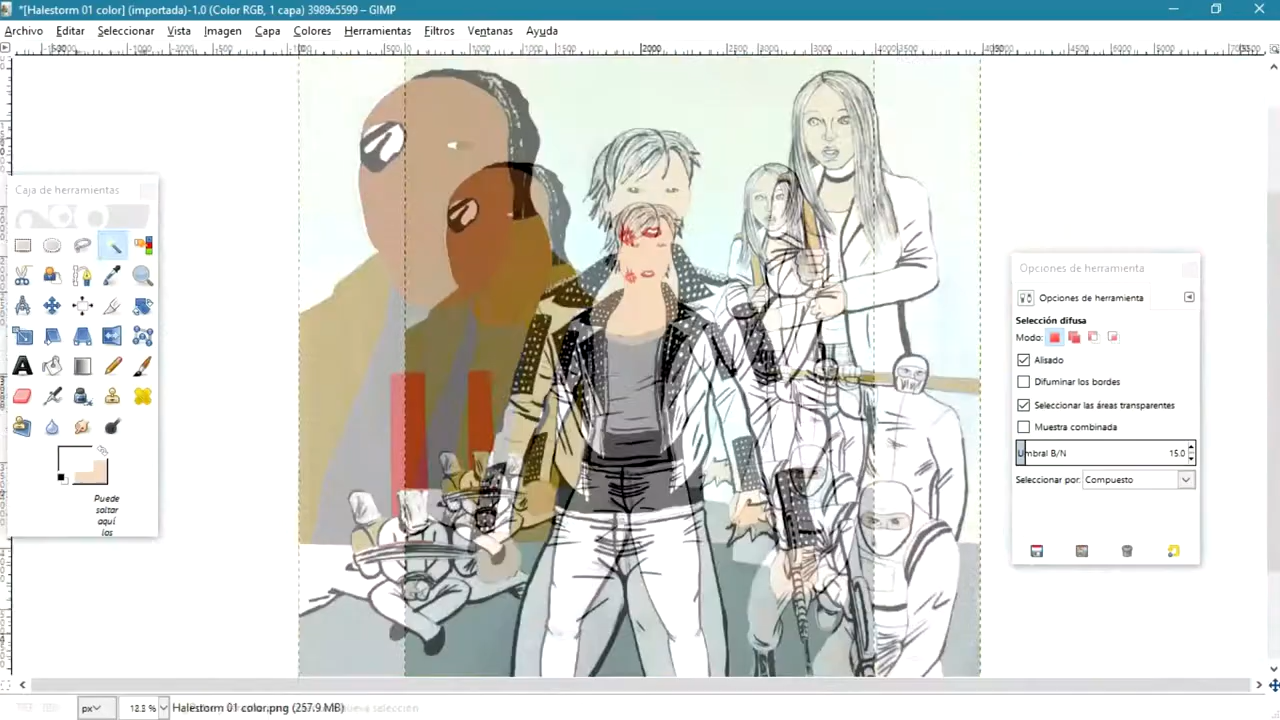 *[Halestorm 01 color] (importada)-1.0 (Color RGB, 1 capa) 3989x5599 – GIMP
Archivo Editar Seleccionar Vista Imagen Capa Colores Herramientas Filtros Ventanas Ayuda
Caja de herramientas
Puede
soltar
aquí
los
Opciones de herramienta
Opciones de herramienta
Selección difusa
Modo:
Alisado
Difuminar los bordes
Seleccionar las áreas transparentes
Muestra combinada
Umbral B/N 15.0
Seleccionar por: Compuesto
px Halestorm 01 color.png (257.9 MB)